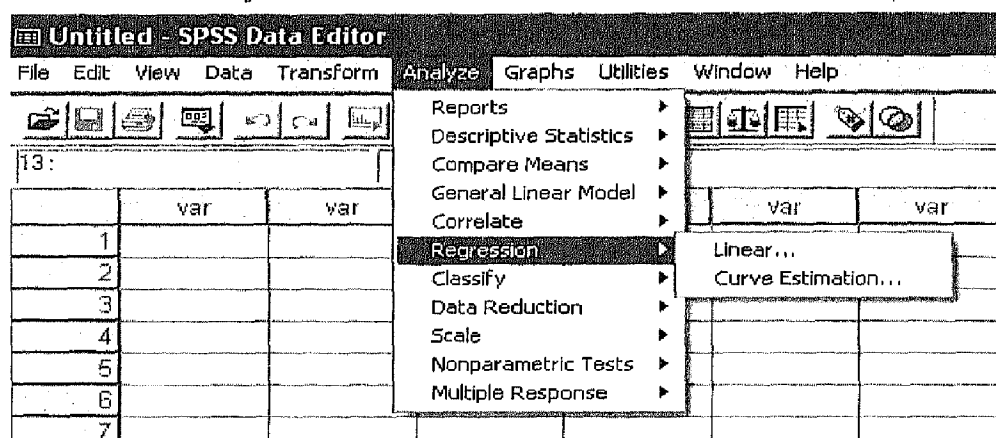 Untitled - SPSS Data Editor
File Edit View Data Transform Analyze Graphs Utilities Window Help
13:
Reports
Descriptive Statistics
Compare Means
General Linear Model
Correlate
Regression
Classify
Data Reduction
Scale
Nonparametric Tests
Multiple Response
Linear...
Curve Estimation...
var var var var
1
2
3
4
5
6
7